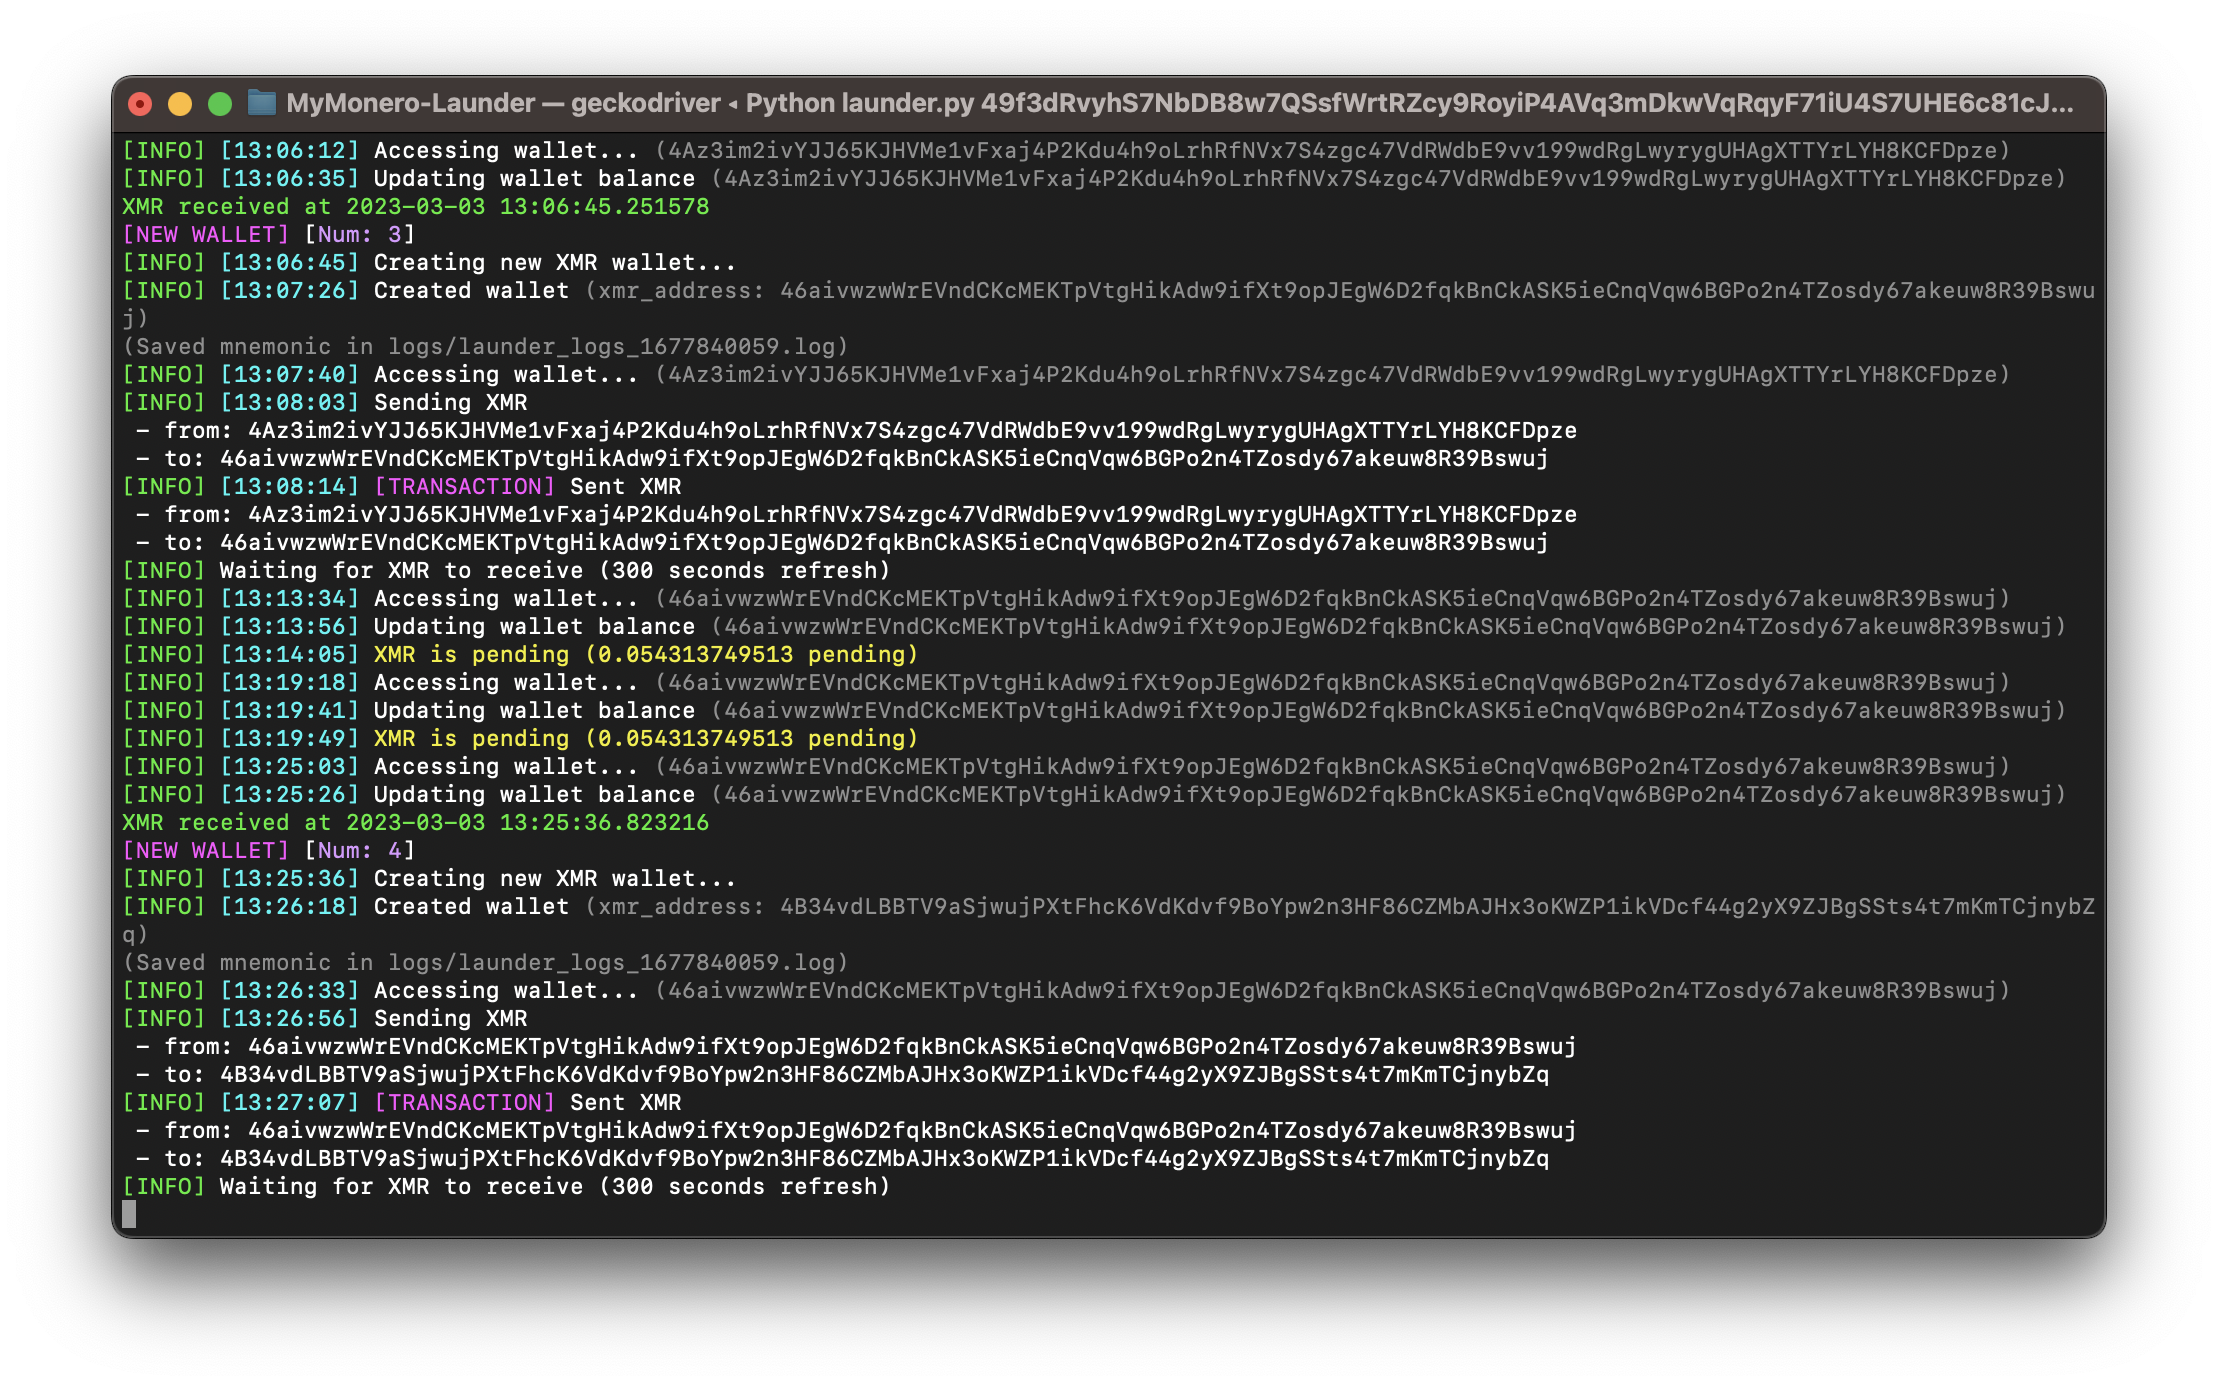 MyMonero-Launder — geckodriver ◂ Python launder.py 49f3dRvyhS7NbDB8w7QSsfWrtRZcy9RoyiP4AVq3mDkwVqRqyF71iU4S7UHE6c81cJ...
[INFO] [13:06:12] Accessing wallet... (4Az3im2ivYJJ65KJHVMe1vFxaj4P2Kdu4h9oLrhRfNVx7S4zgc47VdRWdbE9vv199wdRgLwyrygUHAgXTTYrLYH8KCFDpze)
[INFO] [13:06:35] Updating wallet balance (4Az3im2ivYJJ65KJHVMe1vFxaj4P2Kdu4h9oLrhRfNVx7S4zgc47VdRWdbE9vv199wdRgLwyrygUHAgXTTYrLYH8KCFDpze)
XMR received at 2023-03-03 13:06:45.251578
[NEW WALLET] [Num: 3]
[INFO] [13:06:45] Creating new XMR wallet...
[INFO] [13:07:26] Created wallet (xmr_address: 46aivwzwWrEVndCKcMEKTpVtgHikAdw9ifXt9opJEgW6D2fqkBnCkASK5ieCnqVqw6BGPo2n4TZosdy67akeuw8R39Bswu
j)
(Saved mnemonic in logs/launder_logs_1677840059.log)
[INFO] [13:07:40] Accessing wallet... (4Az3im2ivYJJ65KJHVMe1vFxaj4P2Kdu4h9oLrhRfNVx7S4zgc47VdRWdbE9vv199wdRgLwyrygUHAgXTTYrLYH8KCFDpze)
[INFO] [13:08:03] Sending XMR
– from: 4Az3im2ivYJJ65KJHVMe1vFxaj4P2Kdu4h9oLrhRfNVx7S4zgc47VdRWdbE9vv199wdRgLwyrygUHAgXTTYrLYH8KCFDpze
– to: 46aivwzwWrEVndCKcMEKTpVtgHikAdw9ifXt9opJEgW6D2fqkBnCkASK5ieCnqVqw6BGPo2n4TZosdy67akeuw8R39Bswuj
[INFO] [13:08:14] [TRANSACTION] Sent XMR
– from: 4Az3im2ivYJJ65KJHVMe1vFxaj4P2Kdu4h9oLrhRfNVx7S4zgc47VdRWdbE9vv199wdRgLwyrygUHAgXTTYrLYH8KCFDpze
– to: 46aivwzwWrEVndCKcMEKTpVtgHikAdw9ifXt9opJEgW6D2fqkBnCkASK5ieCnqVqw6BGPo2n4TZosdy67akeuw8R39Bswuj
[INFO] Waiting for XMR to receive (300 seconds refresh)
[INFO] [13:13:34] Accessing wallet... (46aivwzwWrEVndCKcMEKTpVtgHikAdw9ifXt9opJEgW6D2fqkBnCkASK5ieCnqVqw6BGPo2n4TZosdy67akeuw8R39Bswuj)
[INFO] [13:13:56] Updating wallet balance (46aivwzwWrEVndCKcMEKTpVtgHikAdw9ifXt9opJEgW6D2fqkBnCkASK5ieCnqVqw6BGPo2n4TZosdy67akeuw8R39Bswuj)
[INFO] [13:14:05] XMR is pending (0.054313749513 pending)
[INFO] [13:19:18] Accessing wallet... (46aivwzwWrEVndCKcMEKTpVtgHikAdw9ifXt9opJEgW6D2fqkBnCkASK5ieCnqVqw6BGPo2n4TZosdy67akeuw8R39Bswuj)
[INFO] [13:19:41] Updating wallet balance (46aivwzwWrEVndCKcMEKTpVtgHikAdw9ifXt9opJEgW6D2fqkBnCkASK5ieCnqVqw6BGPo2n4TZosdy67akeuw8R39Bswuj)
[INFO] [13:19:49] XMR is pending (0.054313749513 pending)
[INFO] [13:25:03] Accessing wallet... (46aivwzwWrEVndCKcMEKTpVtgHikAdw9ifXt9opJEgW6D2fqkBnCkASK5ieCnqVqw6BGPo2n4TZosdy67akeuw8R39Bswuj)
[INFO] [13:25:26] Updating wallet balance (46aivwzwWrEVndCKcMEKTpVtgHikAdw9ifXt9opJEgW6D2fqkBnCkASK5ieCnqVqw6BGPo2n4TZosdy67akeuw8R39Bswuj)
XMR received at 2023-03-03 13:25:36.823216
[NEW WALLET] [Num: 4]
[INFO] [13:25:36] Creating new XMR wallet...
[INFO] [13:26:18] Created wallet (xmr_address: 4B34vdLBBTV9aSjwujPXtFhcK6VdKdvf9BoYpw2n3HF86CZMbAJHx3oKWZP1ikVDcf44g2yX9ZJBgSSts4t7mKmTCjnybZ
q)
(Saved mnemonic in logs/launder_logs_1677840059.log)
[INFO] [13:26:33] Accessing wallet... (46aivwzwWrEVndCKcMEKTpVtgHikAdw9ifXt9opJEgW6D2fqkBnCkASK5ieCnqVqw6BGPo2n4TZosdy67akeuw8R39Bswuj)
[INFO] [13:26:56] Sending XMR
– from: 46aivwzwWrEVndCKcMEKTpVtgHikAdw9ifXt9opJEgW6D2fqkBnCkASK5ieCnqVqw6BGPo2n4TZosdy67akeuw8R39Bswuj
– to: 4B34vdLBBTV9aSjwujPXtFhcK6VdKdvf9BoYpw2n3HF86CZMbAJHx3oKWZP1ikVDcf44g2yX9ZJBgSSts4t7mKmTCjnybZq
[INFO] [13:27:07] [TRANSACTION] Sent XMR
– from: 46aivwzwWrEVndCKcMEKTpVtgHikAdw9ifXt9opJEgW6D2fqkBnCkASK5ieCnqVqw6BGPo2n4TZosdy67akeuw8R39Bswuj
– to: 4B34vdLBBTV9aSjwujPXtFhcK6VdKdvf9BoYpw2n3HF86CZMbAJHx3oKWZP1ikVDcf44g2yX9ZJBgSSts4t7mKmTCjnybZq
[INFO] Waiting for XMR to receive (300 seconds refresh)